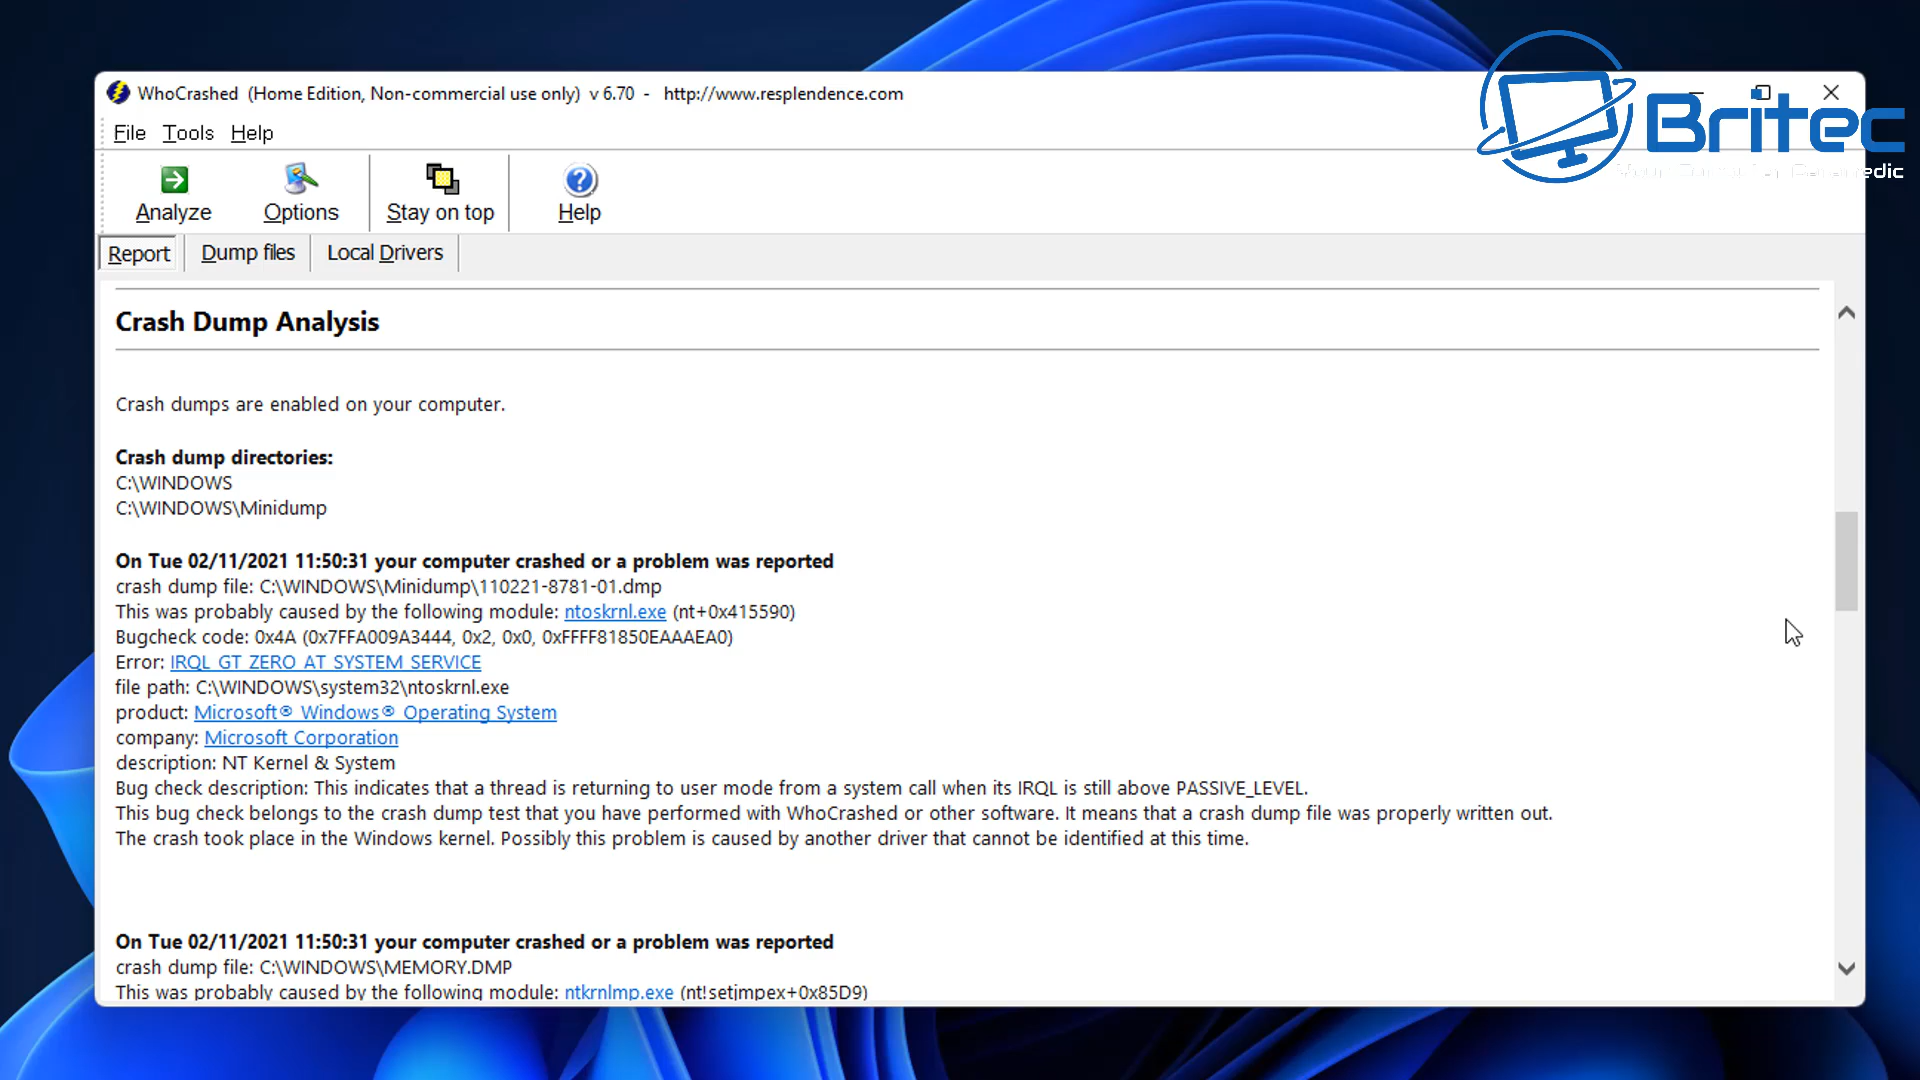 WhoCrashed (Home Edition, Non-commercial use only) v 6.70 - http://www.resplendence.com
Britec
File Tools Help
Analyze Options Stay on top Help
Report Dump files Local Drivers
Crash Dump Analysis
Crash dumps are enabled on your computer.
Crash dump directories:
C:\WINDOWS
C:\WINDOWS\Minidump
On Tue 02/11/2021 11:50:31 your computer crashed or a problem was reported
crash dump file: C:\WINDOWS\Minidump\110221-8781-01.dmp
This was probably caused by the following module: ntoskrnl.exe (nt+0x415590)
Bugcheck code: 0x4A (0x7FFA009A3444, 0x2, 0x0, 0xFFFF81850EAAAEA0)
Error: IRQL_GT_ZERO_AT_SYSTEM_SERVICE
file path: C:\WINDOWS\system32\ntoskrnl.exe
product: Microsoft® Windows® Operating System
company: Microsoft Corporation
description: NT Kernel & System
Bug check description: This indicates that a thread is returning to user mode from a system call when its IRQL is still above PASSIVE_LEVEL.
This bug check belongs to the crash dump test that you have performed with WhoCrashed or other software. It means that a crash dump file was properly written out.
The crash took place in the Windows kernel. Possibly this problem is caused by another driver that cannot be identified at this time.
On Tue 02/11/2021 11:50:31 your computer crashed or a problem was reported
crash dump file: C:\WINDOWS\MEMORY.DMP
This was probably caused by the following module: ntkrnlmp.exe (nt!setjmpex+0x85D9)